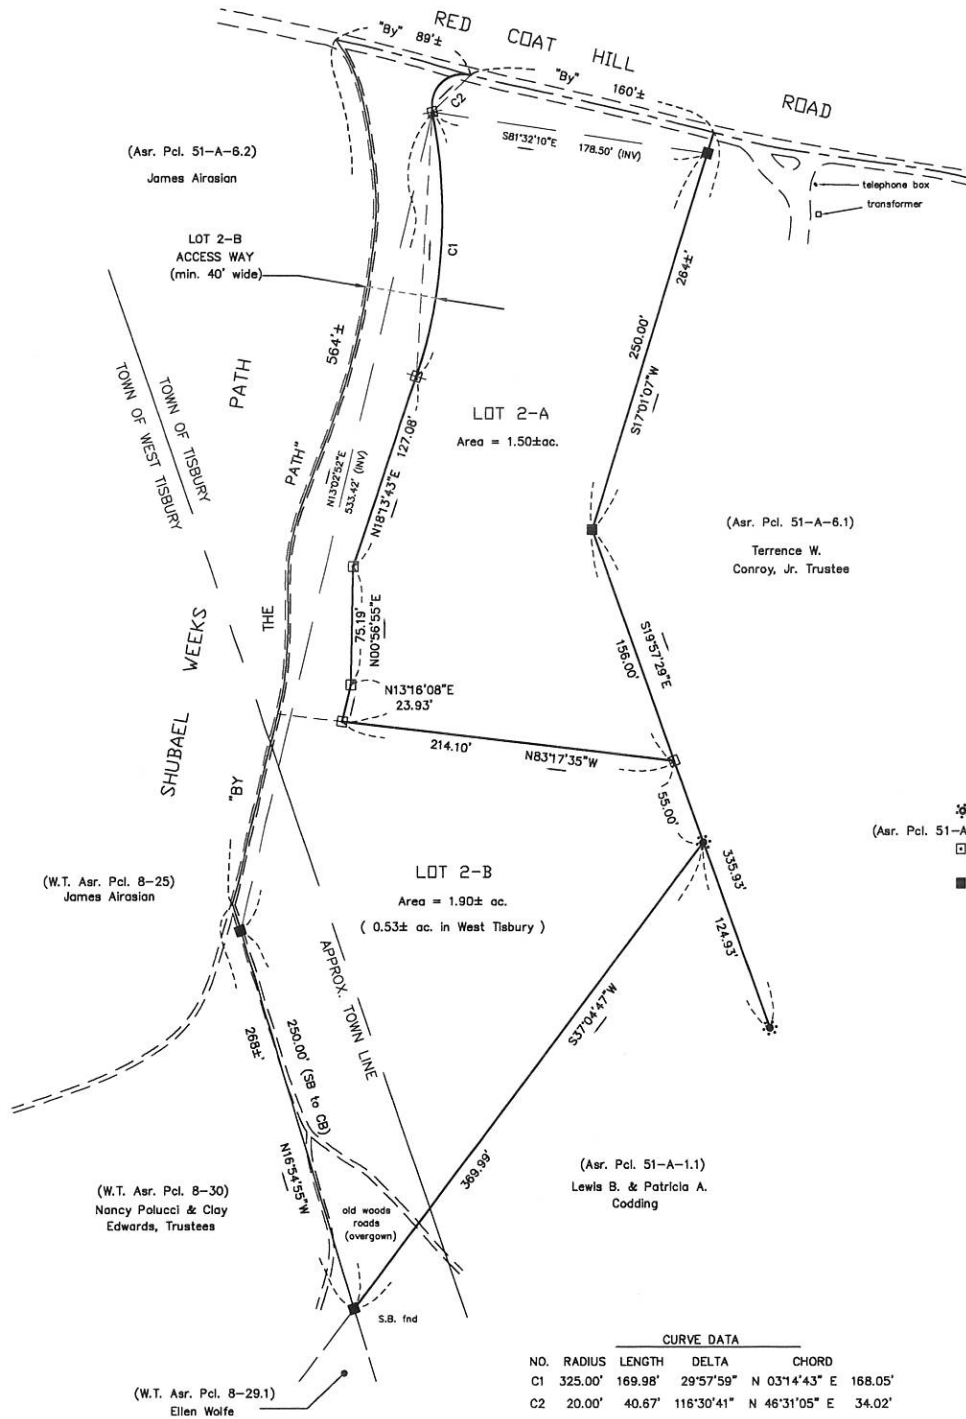 RED COAT HILL ROAD
"By" 89'±
"By" 160'±
C2
S81°32'10"E 178.50' (INV)
(Asr. Pcl. 51-A-6.2)
James Airasian
telephone box
transformer
LOT 2-B
ACCESS WAY
(min. 40' wide)
C1
264±'
250.00'
S17°01'07"W
564'±
TOWN OF TISBURY
TOWN OF WEST TISBURY
SHUBAEL WEEKS PATH
"BY THE PATH"
N13°02'52"E
533.42' (INV)
LOT 2-A
Area = 1.50±ac.
N18°13'43"E 127.08'
(Asr. Pcl. 51-A-6.1)
Terrence W.
Conroy, Jr. Trustee
75.19'
N00°56'55"E
S19°57'29"E
156.00'
N13°16'08"E
23.93'
214.10'
N83°17'35"W
55.00'
(Asr. Pcl. 51-A
335.93'
124.93'
LOT 2-B
Area = 1.90± ac.
( 0.53± ac. in West Tisbury )
(W.T. Asr. Pcl. 8-25)
James Airasian
APPROX. TOWN LINE
S37°04'47"W
369.99'
268±'
250.00' (SB to CB)
N16°54'55"W
(Asr. Pcl. 51-A-1.1)
Lewis B. & Patricia A.
Codding
(W.T. Asr. Pcl. 8-30)
Nancy Polucci & Clay
Edwards, Trustees
old woods
roads
(overgown)
S.B. fnd
(W.T. Asr. Pcl. 8-29.1)
Ellen Wolfe
CURVE DATA
NO. RADIUS LENGTH DELTA CHORD
C1 325.00' 169.98' 29°57'59" N 03°14'43" E 168.05'
C2 20.00' 40.67' 116°30'41" N 46°31'05" E 34.02'